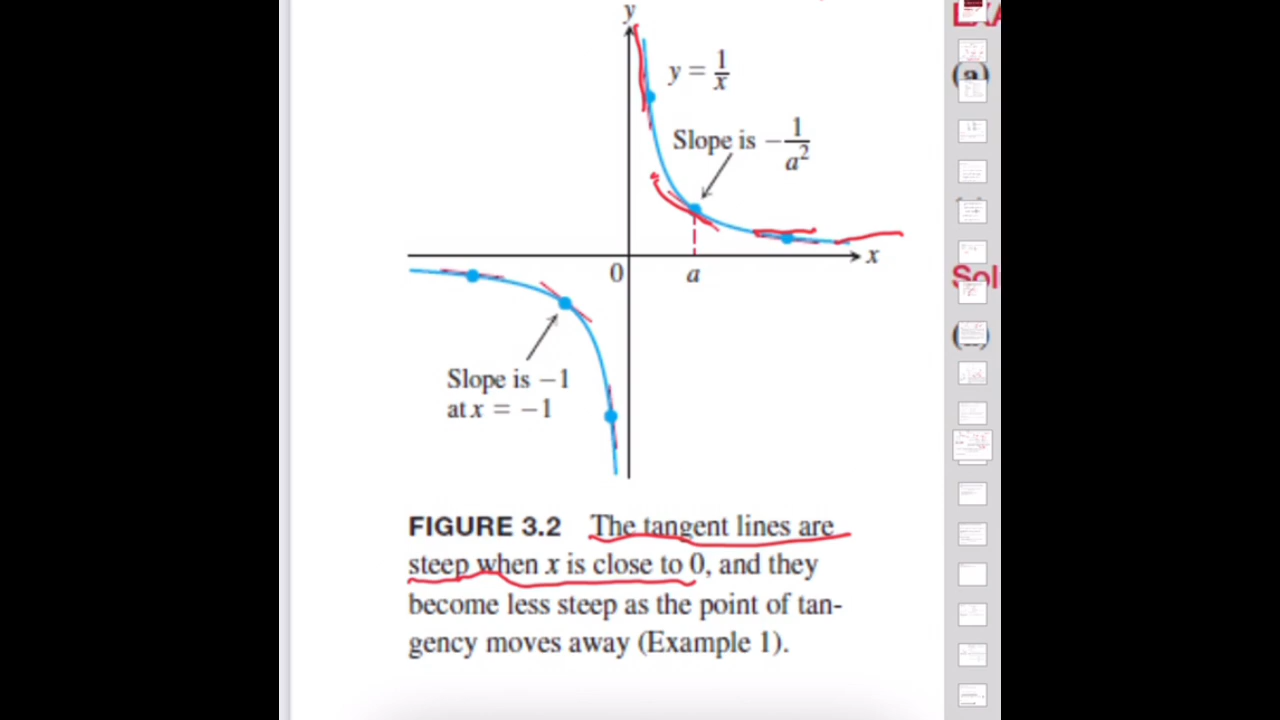 y
y = 1/x
Slope is −1/a²
x
0
a
Slope is −1
at x = −1
FIGURE 3.2 The tangent lines are
steep when x is close to 0, and they
become less steep as the point of tan-
gency moves away (Example 1).
EXA
(a)
Sol